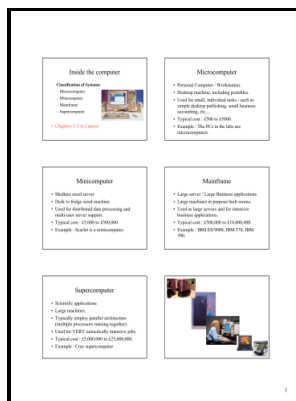 Inside the computer
Classification of Systems:
– Microcomputer
– Minicomputer
– Mainframe
– Supercomputer
• Chapters 1-5 in Capron
Microcomputer
• Personal Computer / Workstation.
• Desktop machine, including portables.
• Used for small, individual tasks - such as
simple desktop publishing, small business
accounting, etc....
• Typical cost : £500 to £5000.
• Example : The PCs in the labs are
microcomputers.
Minicomputer
• Medium sized server
• Desk to fridge sized machine.
• Used for distributed data processing and
multi-user server support.
• Typical cost : £5,000 to £500,000.
• Example : Scarlet is a minicomputer.
Mainframe
• Large server / Large Business applications
• Large machines in purpose built rooms.
• Used as large servers and for intensive
business applications.
• Typical cost : £500,000 to £10,000,000.
• Example : IBM ES/9000, IBM 370, IBM
390.
Supercomputer
• Scientific applications
• Large machines.
• Typically employ parallel architecture
(multiple processors running together).
• Used for VERY numerically intensive jobs.
• Typical cost : £5,000,000 to £25,000,000.
• Example : Cray supercomputer
1